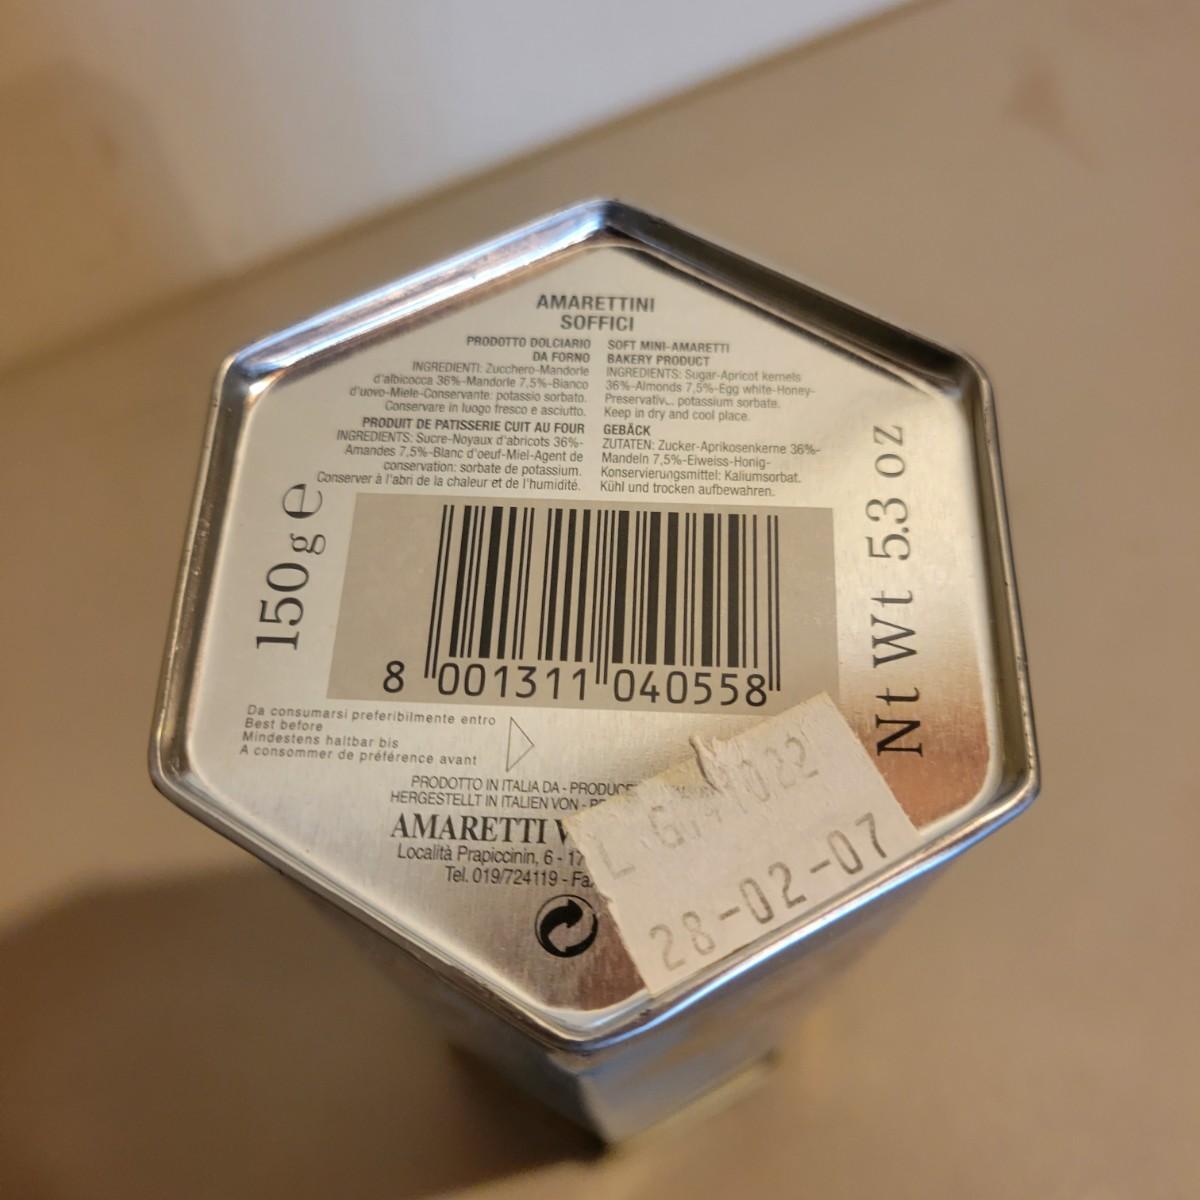 AMARETTINI
SOFFICI
PRODOTTO DOLCIARIO
DA FORNO
INGREDIENTI: Zucchero-Mandorle
d'albicocca 36%-Mandorle 7,5%-Bianco
d'uovo-Miele-Conservante: potassio sorbato.
Conservare in luogo fresco e asciutto.
PRODUIT DE PATISSERIE CUIT AU FOUR
INGREDIENTS: Sucre-Noyaux d'abricots 36%-
Amandes 7,5%-Blanc d'oeuf-Miel-Agent de
conservation: sorbate de potassium.
Conserver à l'abri de la chaleur et de l'humidité.
SOFT MINI-AMARETTI
BAKERY PRODUCT
INGREDIENTS: Sugar-Apricot kernels
36%-Almonds 7,5%-Egg white-Honey-
potassium sorbate.
Keep in dry and cool place.
GEBÄCK
ZUTATEN: Zucker-Aprikosenkerne 36%-
Mandeln 7,5%-Eiweiss-Honig-
Konservierungsmittel: Kaliumsorbat.
Kühl und trocken aufbewahren.
150 g e
Nt Wt 5.3 oz
8 001311 040558
Da consumarsi preferibilmente entro
Best before
Mindestens haltbar bis
A consommer de préférence avant
PRODOTTO IN ITALIA DA -
HERGESTELLT IN ITALIEN VON -
AMARETTI
Località Prapiccinin, 6 - 17
Tel. 019/724119 -
28-02-07